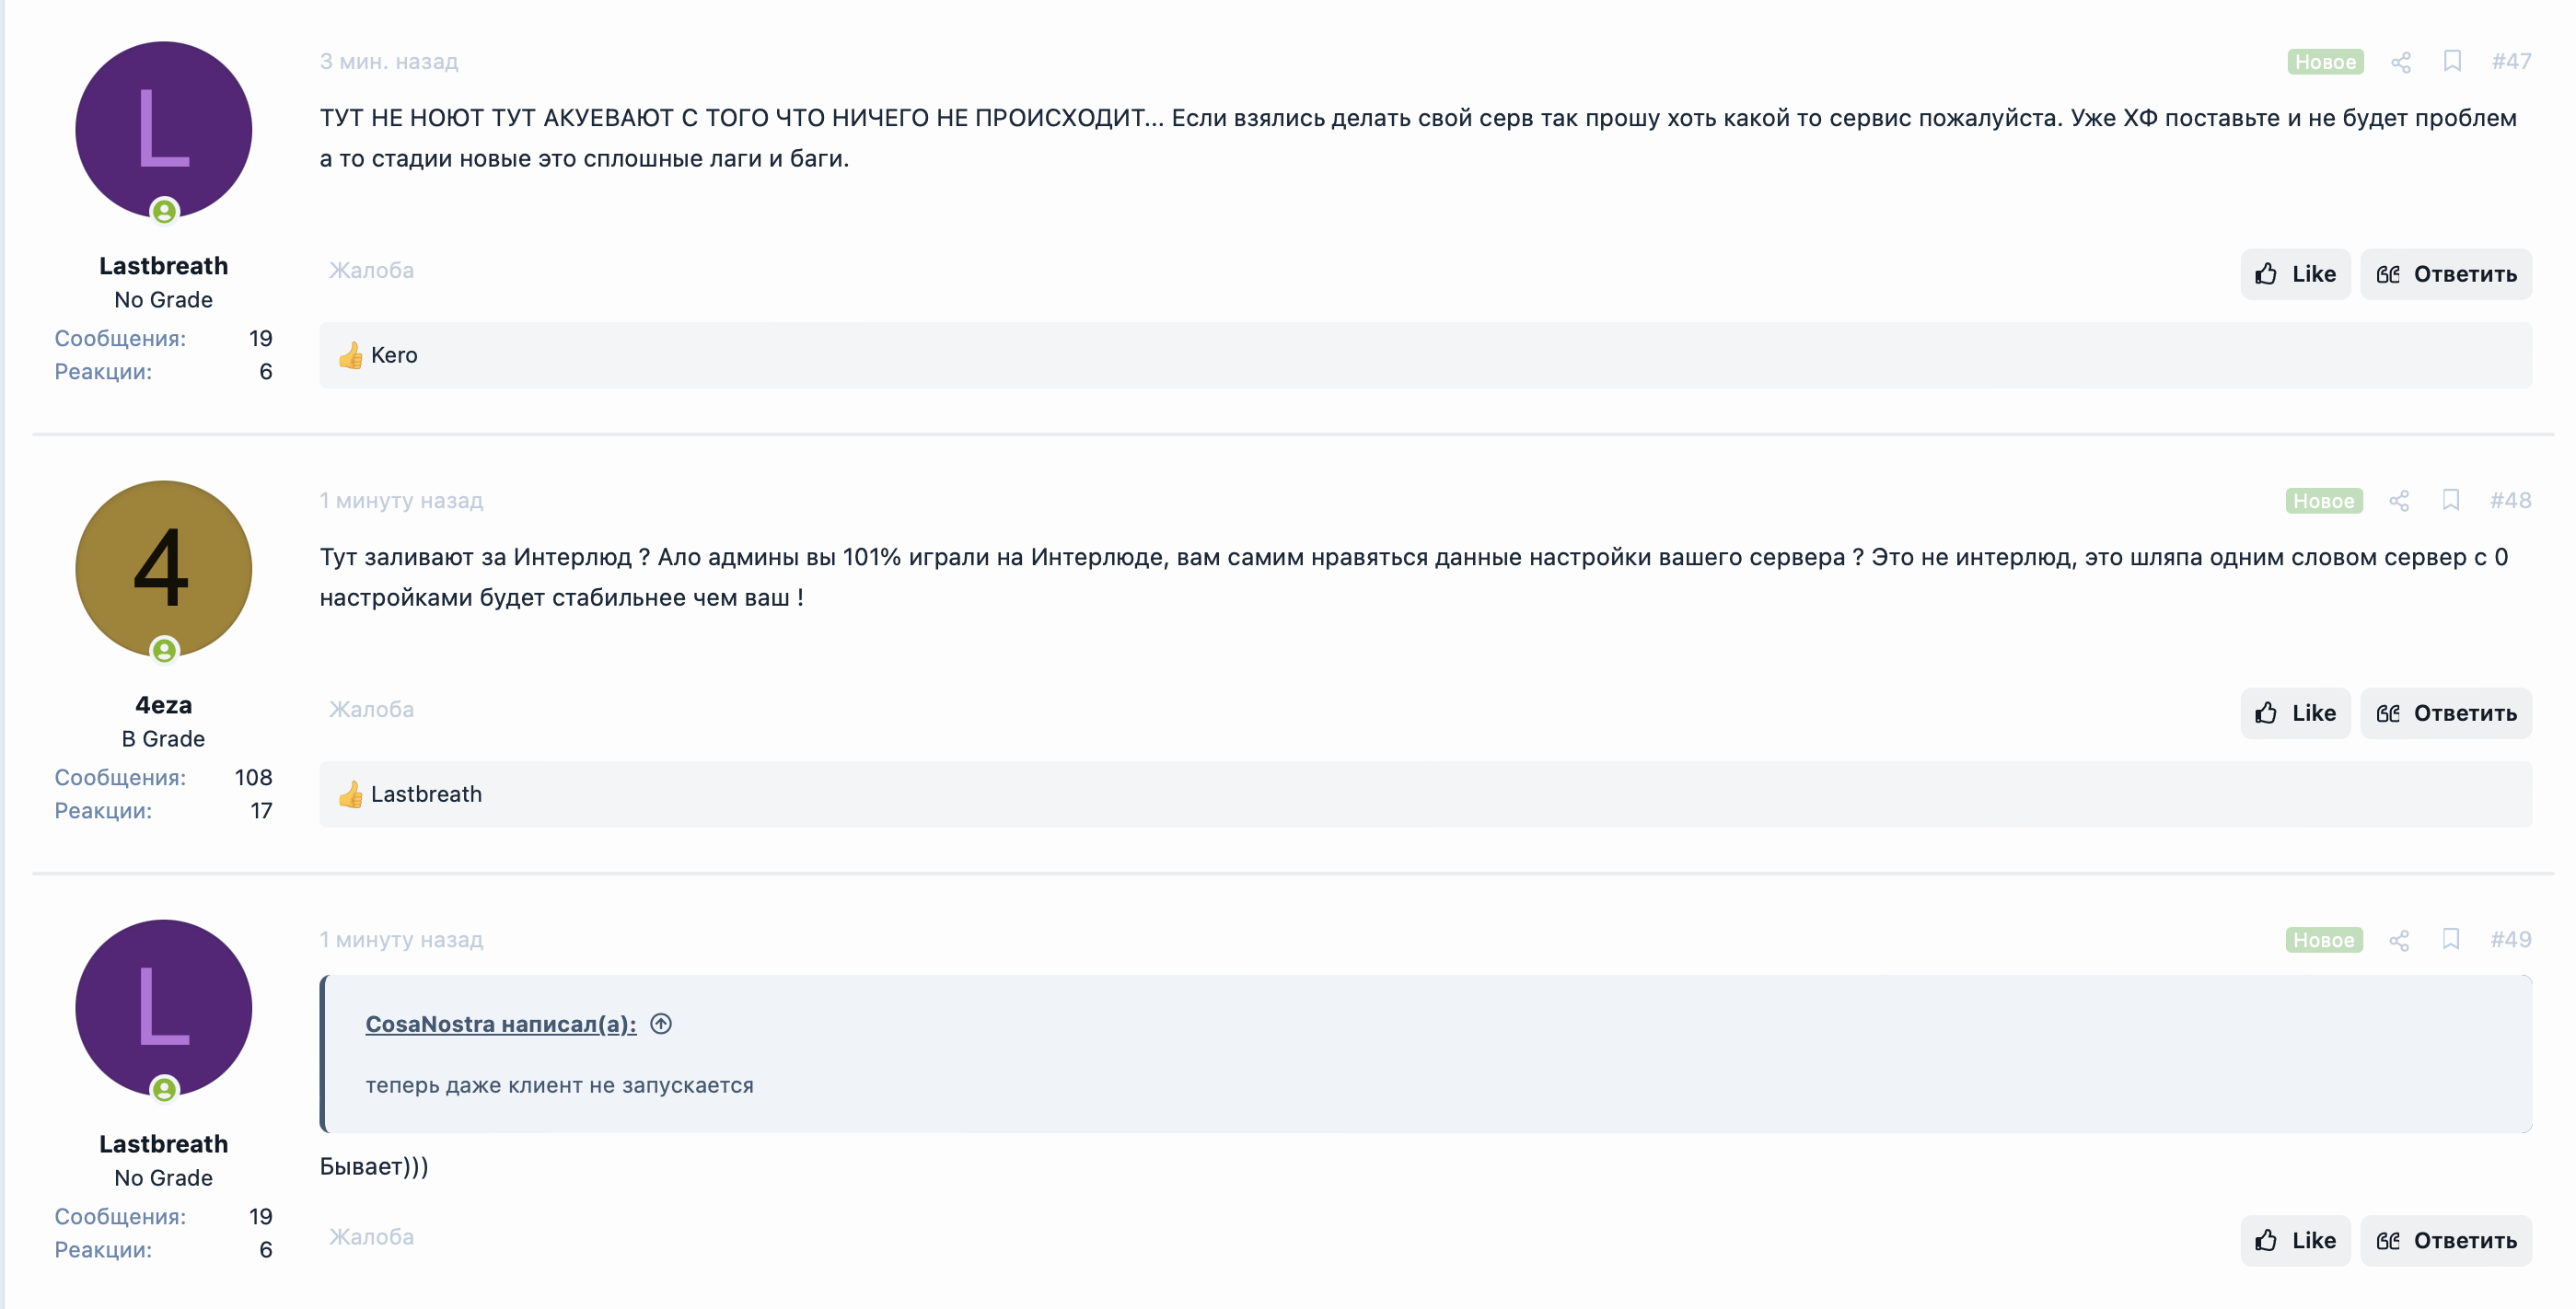 L
3 мин. назад
Новое
#47
ТУТ НЕ НОЮТ ТУТ АКУЕВАЮТ С ТОГО ЧТО НИЧЕГО НЕ ПРОИСХОДИТ... Если взялись делать свой серв так прошу хоть какой то сервис пожалуйста. Уже ХФ поставьте и не будет проблем
а то стадии новые это сплошные лаги и баги.
Lastbreath
No Grade
Сообщения: 19
Реакции: 6
Жалоба
Like
Ответить
Kero
4
1 минуту назад
Новое
#48
Тут заливают за Интерлюд ? Ало админы вы 101% играли на Интерлюде, вам самим нравяться данные настройки вашего сервера ? Это не интерлюд, это шляпа одним словом сервер с 0
настройками будет стабильнее чем ваш !
4eza
B Grade
Сообщения: 108
Реакции: 17
Жалоба
Like
Ответить
Lastbreath
L
1 минуту назад
Новое
#49
CosaNostra написал(а):
теперь даже клиент не запускается
Бывает)))
Lastbreath
No Grade
Сообщения: 19
Реакции: 6
Жалоба
Like
Ответить